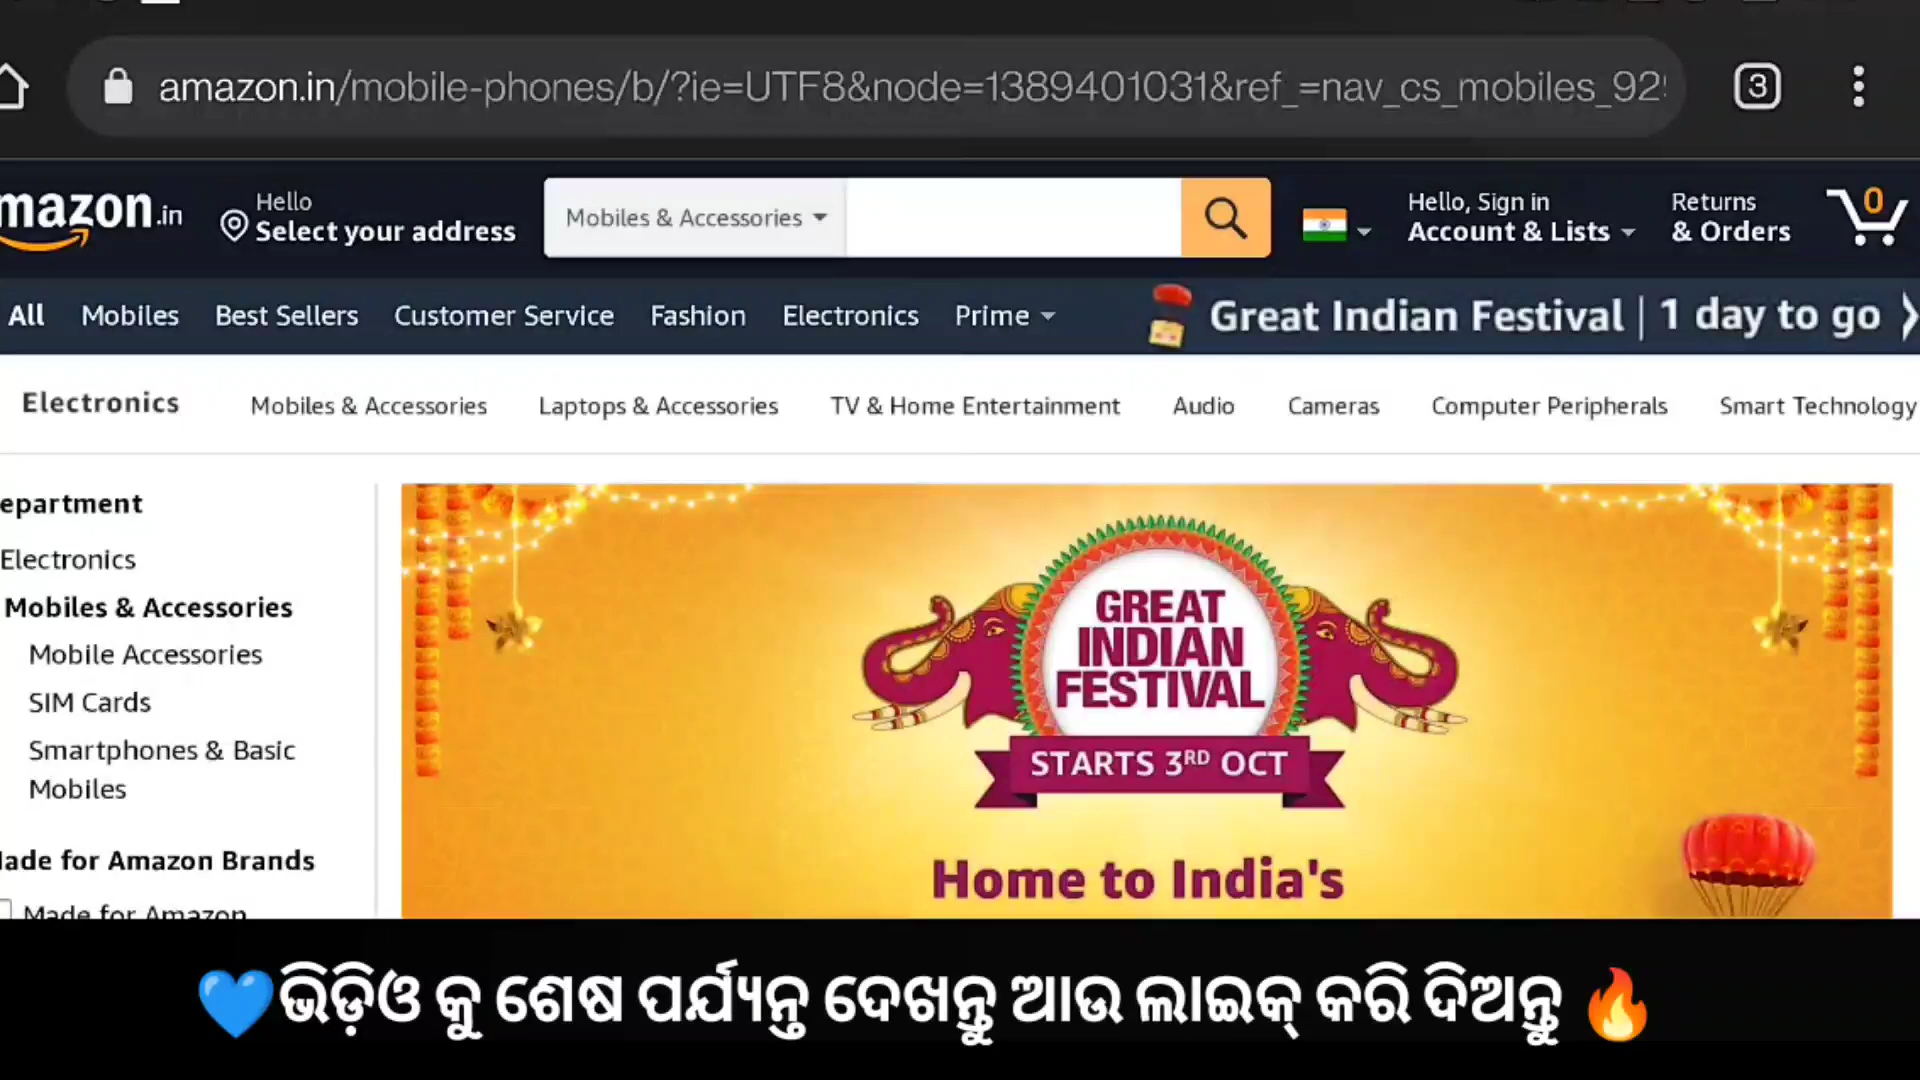 amazon.in/mobile-phones/b/?ie=UTF8&node=1389401031&ref_=nav_cs_mobiles_92
3
mazon.in
Hello
Select your address
Mobiles & Accessories
Hello, Sign in
Account & Lists
Returns
& Orders
0
All Mobiles Best Sellers Customer Service Fashion Electronics Prime
Great Indian Festival | 1 day to go
Electronics Mobiles & Accessories Laptops & Accessories TV & Home Entertainment Audio Cameras Computer Peripherals Smart Technology
epartment
Electronics
Mobiles & Accessories
Mobile Accessories
SIM Cards
Smartphones & Basic
Mobiles
ade for Amazon Brands
Made for Amazon
GREAT
INDIAN
FESTIVAL
STARTS 3RD OCT
Home to India's
💙ଭିଡ଼ିଓ କୁ ଶେଷ ପର୍ଯ୍ୟନ୍ତ ଦେଖନ୍ତୁ ଆଉ ଲାଇକ୍ କରି ଦିଅନ୍ତୁ 🔥